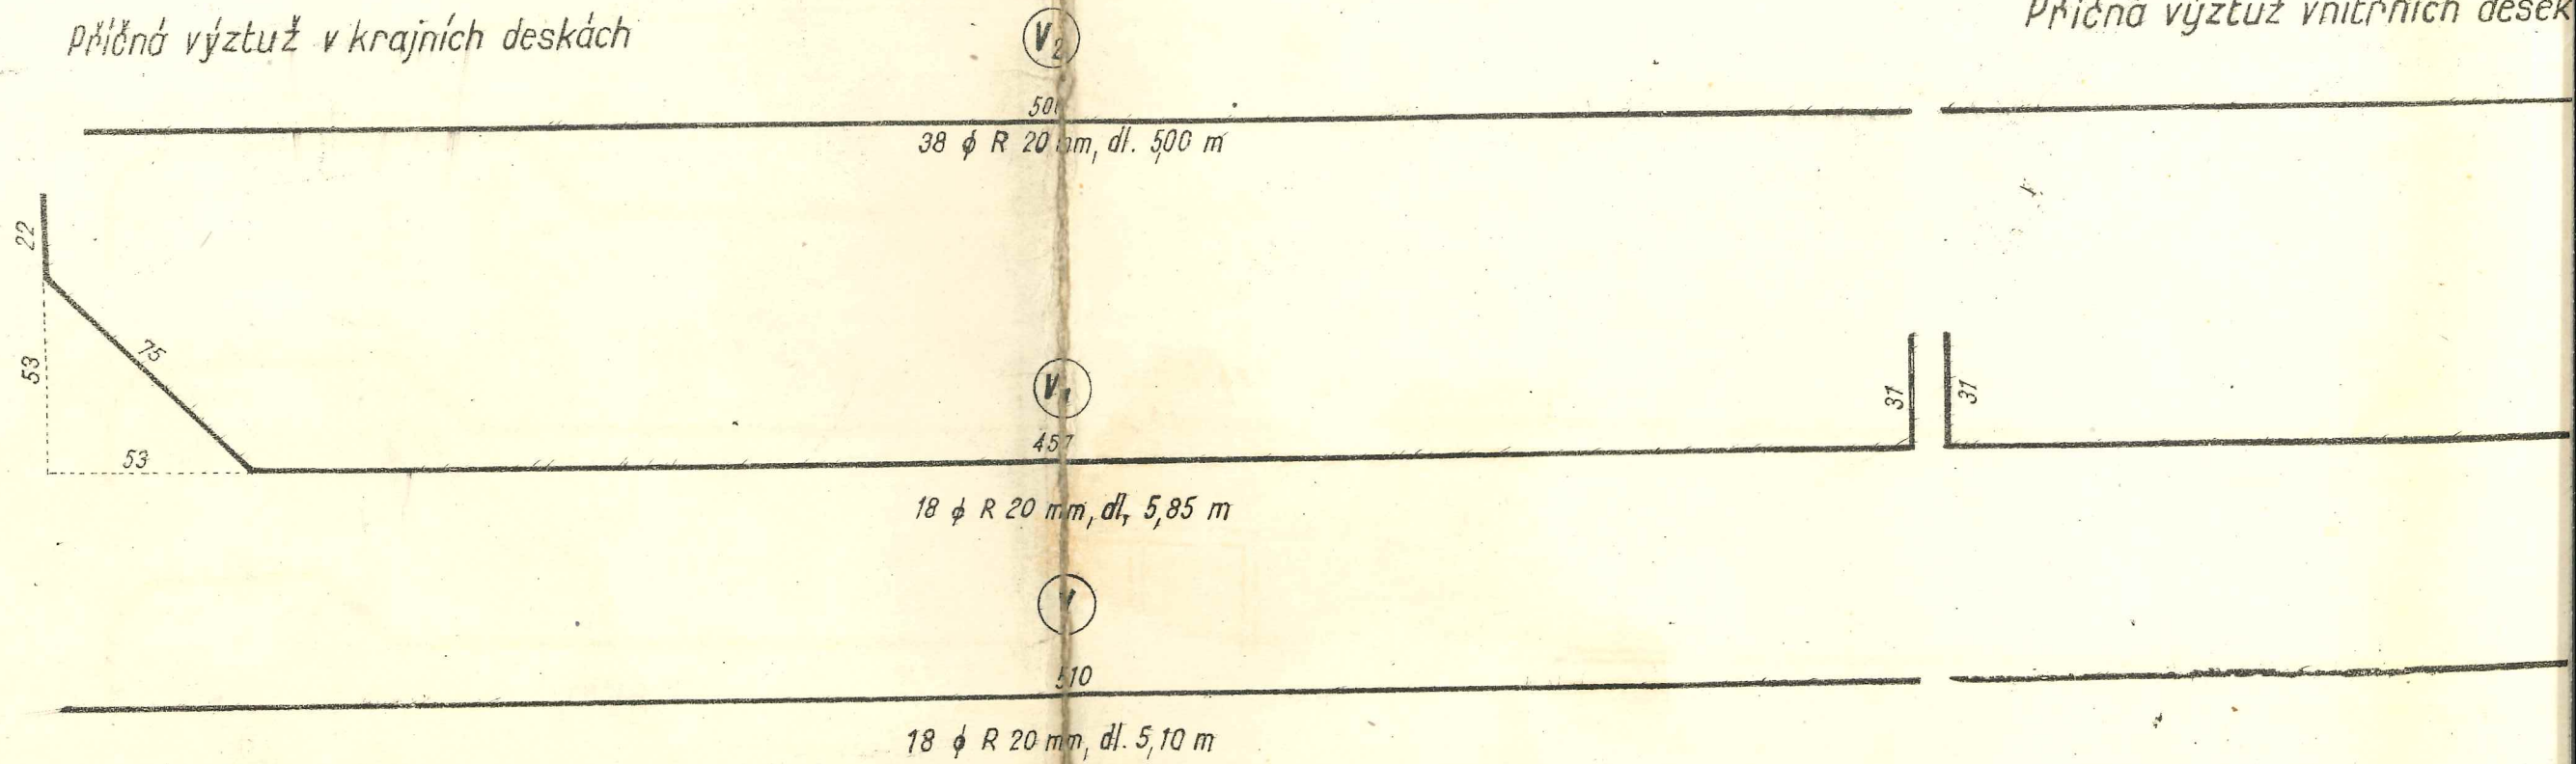 Příčná výztuž v krajních deskách
Příčná výztuž vnitřních desek
V2
50
38 ϕ R 20 mm, dl. 5,00 m
22
53
75
53
V1
457
31
31
18 ϕ R 20 mm, dl, 5,85 m
V
510
18 ϕ R 20 mm, dl. 5,10 m